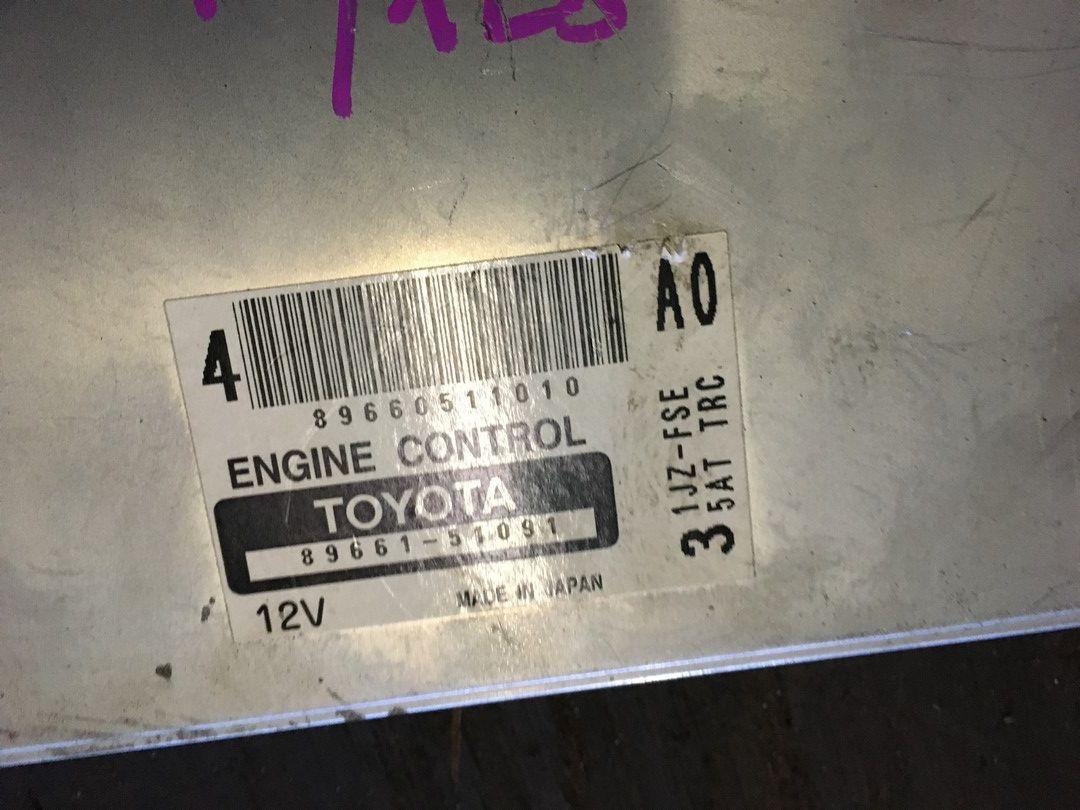 4
A0
89660511010
ENGINE CONTROL
TOYOTA
89661-51091
12V
MADE IN JAPAN
3
1JZ-FSE
5AT TRC